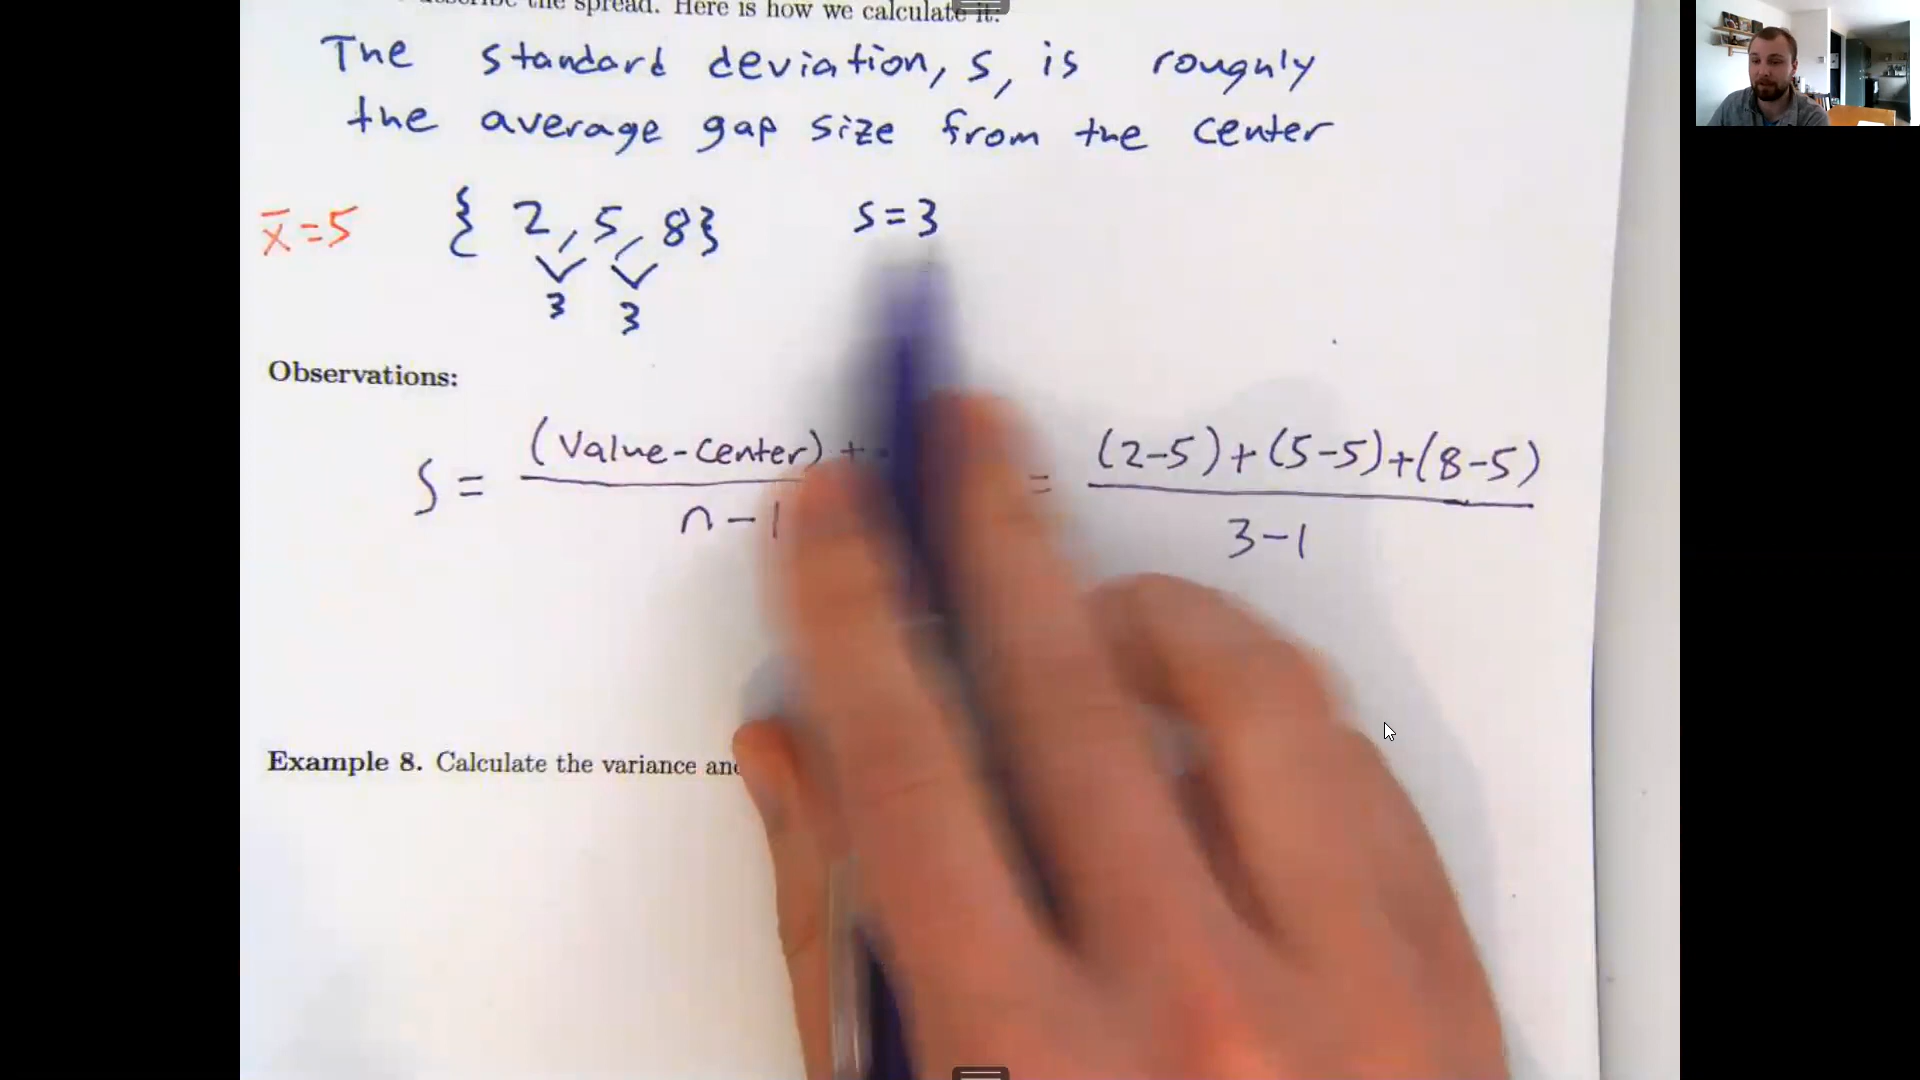 the spread. Here is how we calculate it:
The standard deviation, s, is roughly
the average gap size from the center
x̄=5 { 2, 5, 8} s=3
3 3
Observations:
S = (Value-Center) + = (2-5)+(5-5)+(8-5)
n-1 3-1
Example 8. Calculate the variance and